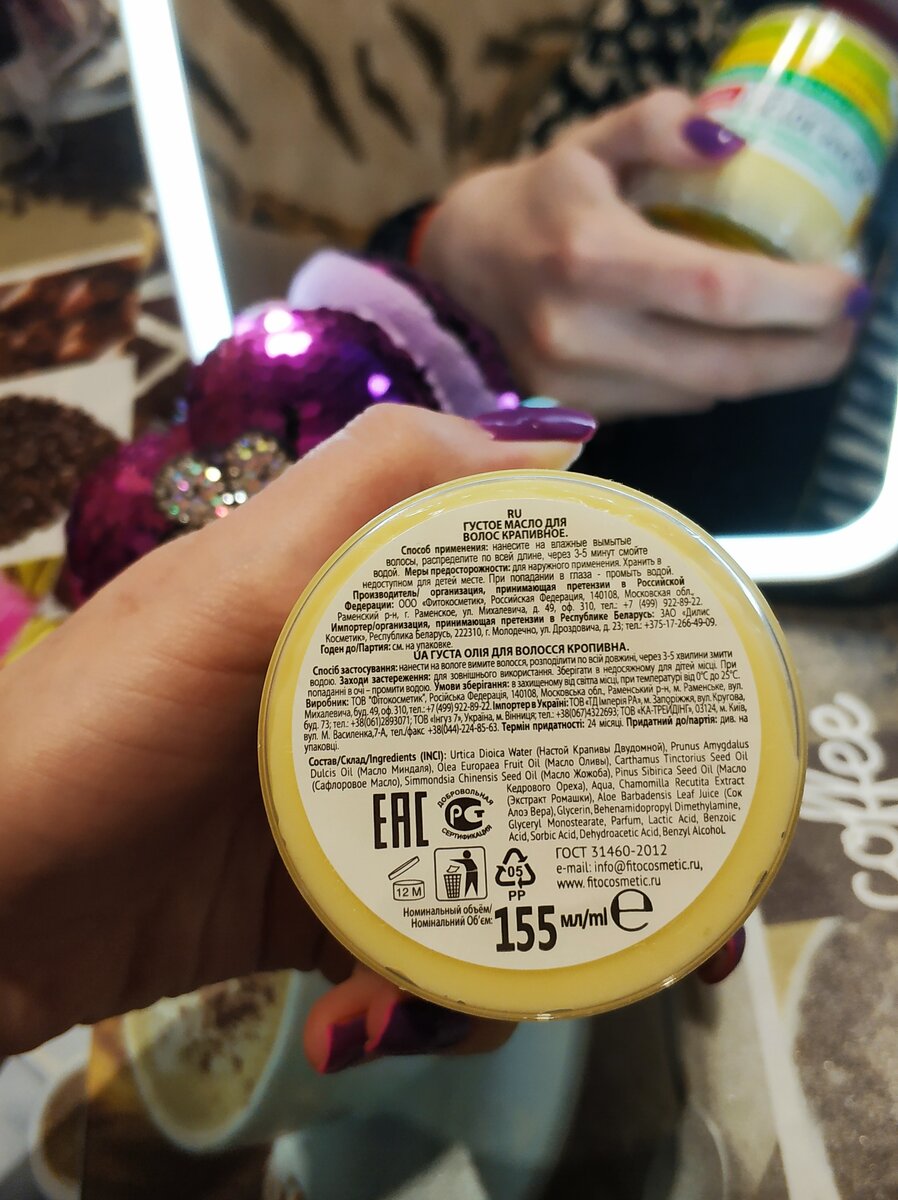 RU
ГУСТОЕ МАСЛО ДЛЯ
ВОЛОС КРАПИВНОЕ.
Способ применения: нанесите на влажные вымытые
волосы, распределите по всей длине, через 3-5 минут смойте
водой. Меры предосторожности: для наружного применения. Хранить в
недоступном для детей месте. При попадании в глаза - промыть водой.
Производитель/ организация, принимающая претензии в Российской
Федерации: ООО «Фитокосметик», Российская Федерация, 140108, Московская обл.,
Раменский р-н, г. Раменское, ул. Михалевича, д. 49, оф. 310, тел.: +7 (499) 922-89-22.
Импортер/организация, принимающая претензии в Республике Беларусь: ЗАО «Дилис
Косметик», Республика Беларусь, 222310, г. Молодечно, ул. Дроздовича, д. 23; тел.: +375-17-266-49-09.
Годен до/Партия: см. на упаковке.
UA ГУСТА ОЛІЯ ДЛЯ ВОЛОССЯ КРОПИВНА.
Спосіб застосування: нанести на вологе вимите волосся, розподілити по всій довжині, через 3-5 хвилини змити
водою. Заходи застереження: для зовнішнього використання. Зберігати в незручному для дітей місці. При
попаданні в очі – промити водою. Умови зберігання: в захищеному від світла місці, при температурі від 0°C до 25°C.
Виробник: ТОВ "Фітокосметік", Російська Федерація, 140108, Московська обл., Раменський р-н, м. Раменське, вул.
Михалевича, буд. 49, оф. 310, тел.: +7 (499) 922-89-22. Імпортер в Україні: ТОВ «ТД Імперія РА», м. Запоріжжя, вул. Кругова,
буд. 73; тел.: +38(061)2893071; ТОВ «Інгуз 7», Україна, м. Вінниця; тел.: +38(067)4322693; ТОВ «КА-ТРЕЙДІНГ», 03124, м. Київ,
вул. М. Василенка,7-А, тел./факс +38(044)-224-85-63. Термін придатності: 24 місяці. Придатний до/партія: див. на
упаковці.
Состав/Склад/Ingredients (INCI): Urtica Dioica Water (Настой Крапивы Двудомной), Prunus Amygdalus
Dulcis Oil (Масло Миндаля), Olea Europaea Fruit Oil (Масло Оливы), Carthamus Tinctorius Seed Oil
(Сафлоровое Масло), Simmondsia Chinensis Seed Oil (Масло Жожоба), Pinus Sibirica Seed Oil (Масло
Кедрового Ореха), Aqua, Chamomilla Recutita Extract
(Экстракт Ромашки), Aloe Barbadensis Leaf Juice (Сок
Алоэ Вера), Glycerin, Behenamidopropyl Dimethylamine,
Glyceryl Monostearate, Parfum, Lactic Acid, Benzoic
Acid, Sorbic Acid, Dehydroacetic Acid, Benzyl Alcohol.
EAC
ДОБРОВОЛЬНАЯ
СЕРТИФИКАЦИЯ
ГОСТ 31460-2012
e-mail: info@fitocosmetic.ru,
www. fitocosmetic.ru
12 M
05
PP
Номинальный объём/
Номінальний Об'єм:
155 мл/ml e
coffee